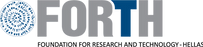 FORTH
FOUNDATION FOR RESEARCH AND TECHNOLOGY - HELLAS